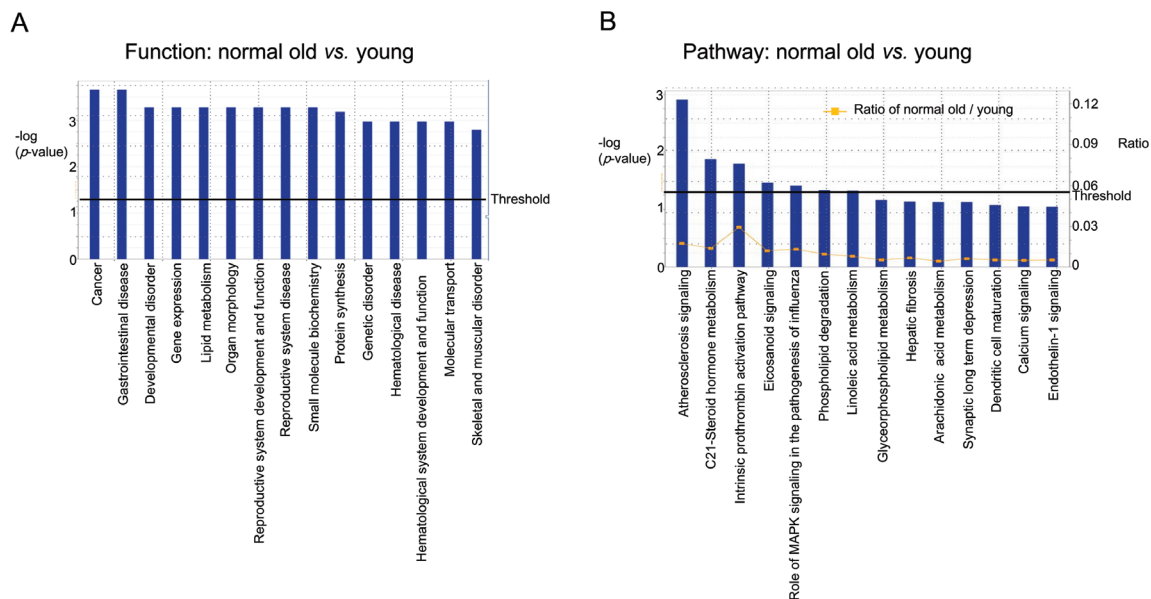 A
Function: normal old vs. young
-log
(p-value)
3
2
1
0
Threshold
Cancer
Gastrointestinal disease
Developmental disorder
Gene expression
Lipid metabolism
Organ morphology
Reproductive system development and function
Reproductive system disease
Small molecule biochemistry
Protein synthesis
Genetic disorder
Hematological disease
Hematological system development and function
Molecular transport
Skeletal and muscular disorder
B
Pathway: normal old vs. young
-log
(p-value)
3
2
1
0
Ratio of normal old / young
0.12
0.09
0.06
0.03
0
Ratio
Threshold
Atherosclerosis signaling
C21-Steroid hormone metabolism
Intrinsic prothrombin activation pathway
Eicosanoid signaling
Role of MAPK signaling in the pathogenesis of influenza
Phospholipid degradation
Linoleic acid metabolism
Glyceorphospholipid metabolism
Hepatic fibrosis
Arachidonic acid metabolism
Synaptic long term depression
Dendritic cell maturation
Calcium signaling
Endothelin-1 signaling